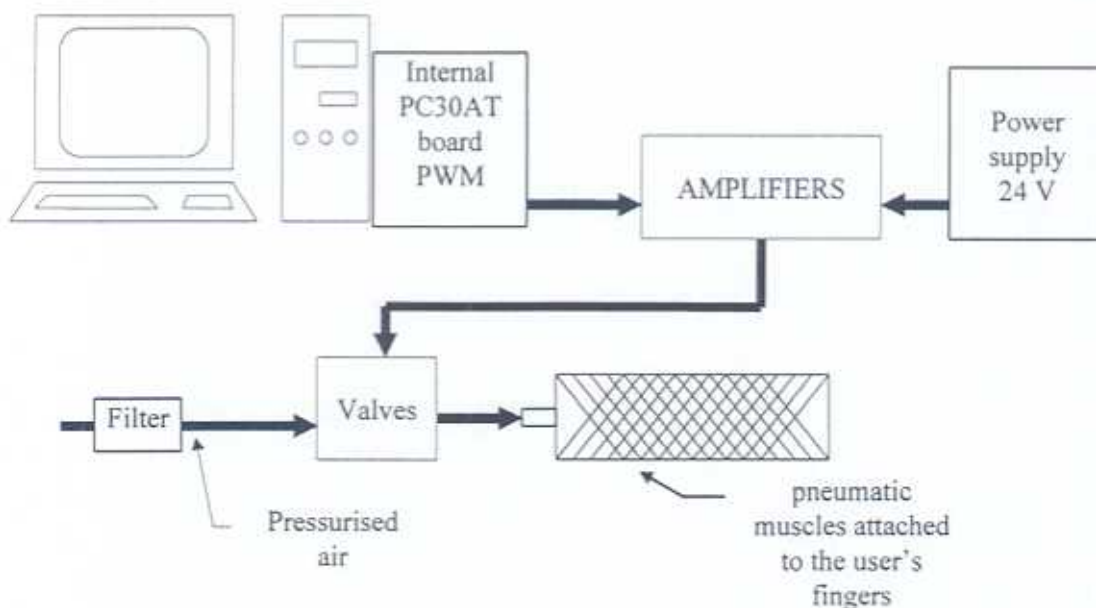 Internal
PC30AT
board
PWM
AMPLIFIERS
Power
supply
24 V
Filter
Valves
Pressurised
air
pneumatic
muscles attached
to the user's
fingers